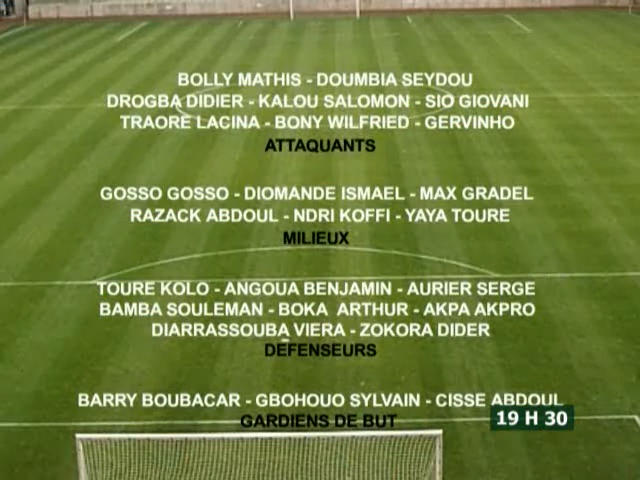 BOLLY MATHIS - DOUMBIA SEYDOU
DROGBA DIDIER - KALOU SALOMON - SIO GIOVANI
TRAORE LACINA - BONY WILFRIED - GERVINHO
ATTAQUANTS
GOSSO GOSSO - DIOMANDE ISMAEL - MAX GRADEL
RAZACK ABDOUL - NDRI KOFFI - YAYA TOURE
MILIEUX
TOURE KOLO - ANGOUA BENJAMIN - AURIER SERGE
BAMBA SOULEMAN - BOKA ARTHUR - AKPA AKPRO
DIARRASSOUBA VIERA - ZOKORA DIDER
DEFENSEURS
BARRY BOUBACAR - GBOHOUO SYLVAIN - CISSE ABDOUL
GARDIENS DE BUT
19 H 30